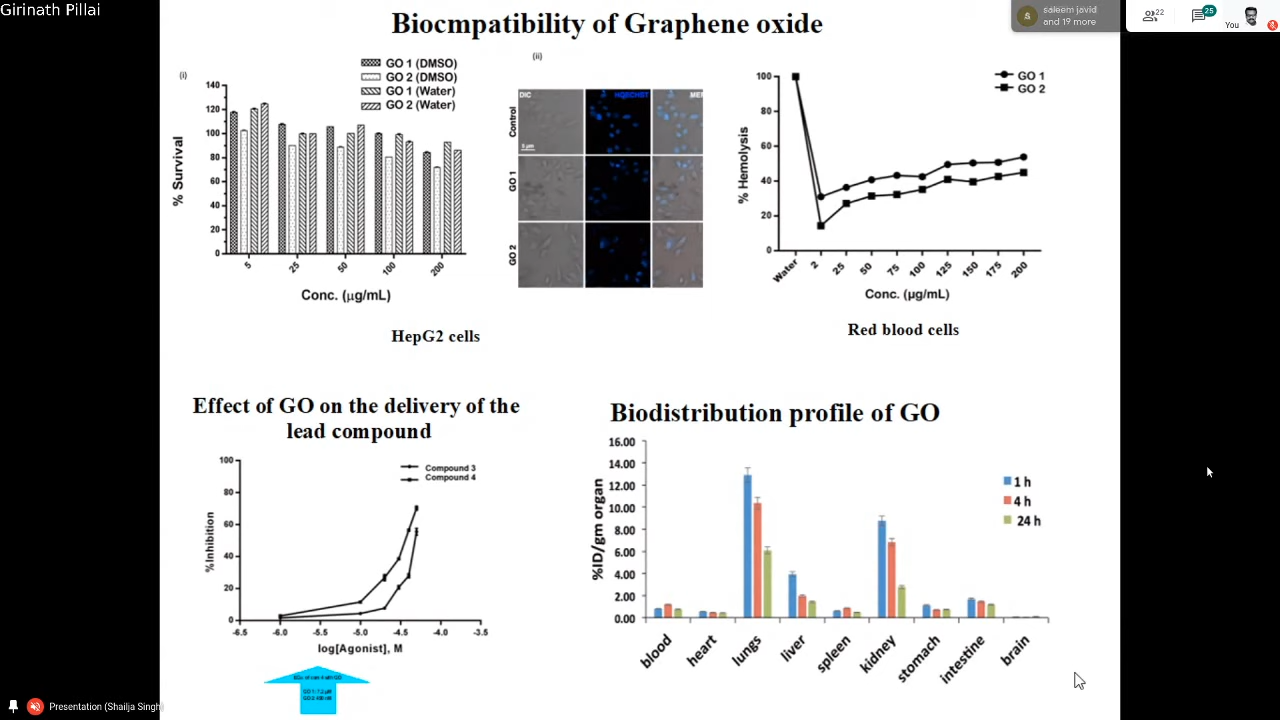 Girinath Pillai
saleem javid
and 19 more
22
25
You
Biocmpatibility of Graphene oxide
(i)
GO 1 (DMSO)
GO 2 (DMSO)
GO 1 (Water)
GO 2 (Water)
% Survival
140
120
100
80
60
40
20
0
5 25 50 100 200
Conc. (μg/mL)
(ii)
DIC HOECHST MER
Control
5 μm
GO 1
GO 2
HepG2 cells
GO 1
GO 2
% Hemolysis
100
80
60
40
20
0
Water 2 25 50 75 100 125 150 175 200
Conc. (μg/mL)
Red blood cells
Effect of GO on the delivery of the
lead compound
Compound 3
Compound 4
%Inhibition
100
80
60
40
20
0
-6.5 -6.0 -5.5 -5.0 -4.5 -4.0 -3.5
log[Agonist], M
Biodistribution profile of GO
%ID/gm organ
16.00
14.00
12.00
10.00
8.00
6.00
4.00
2.00
0.00
1 h
4 h
24 h
blood heart lungs liver spleen kidney stomach intestine brain
Presentation (Shailja Singh